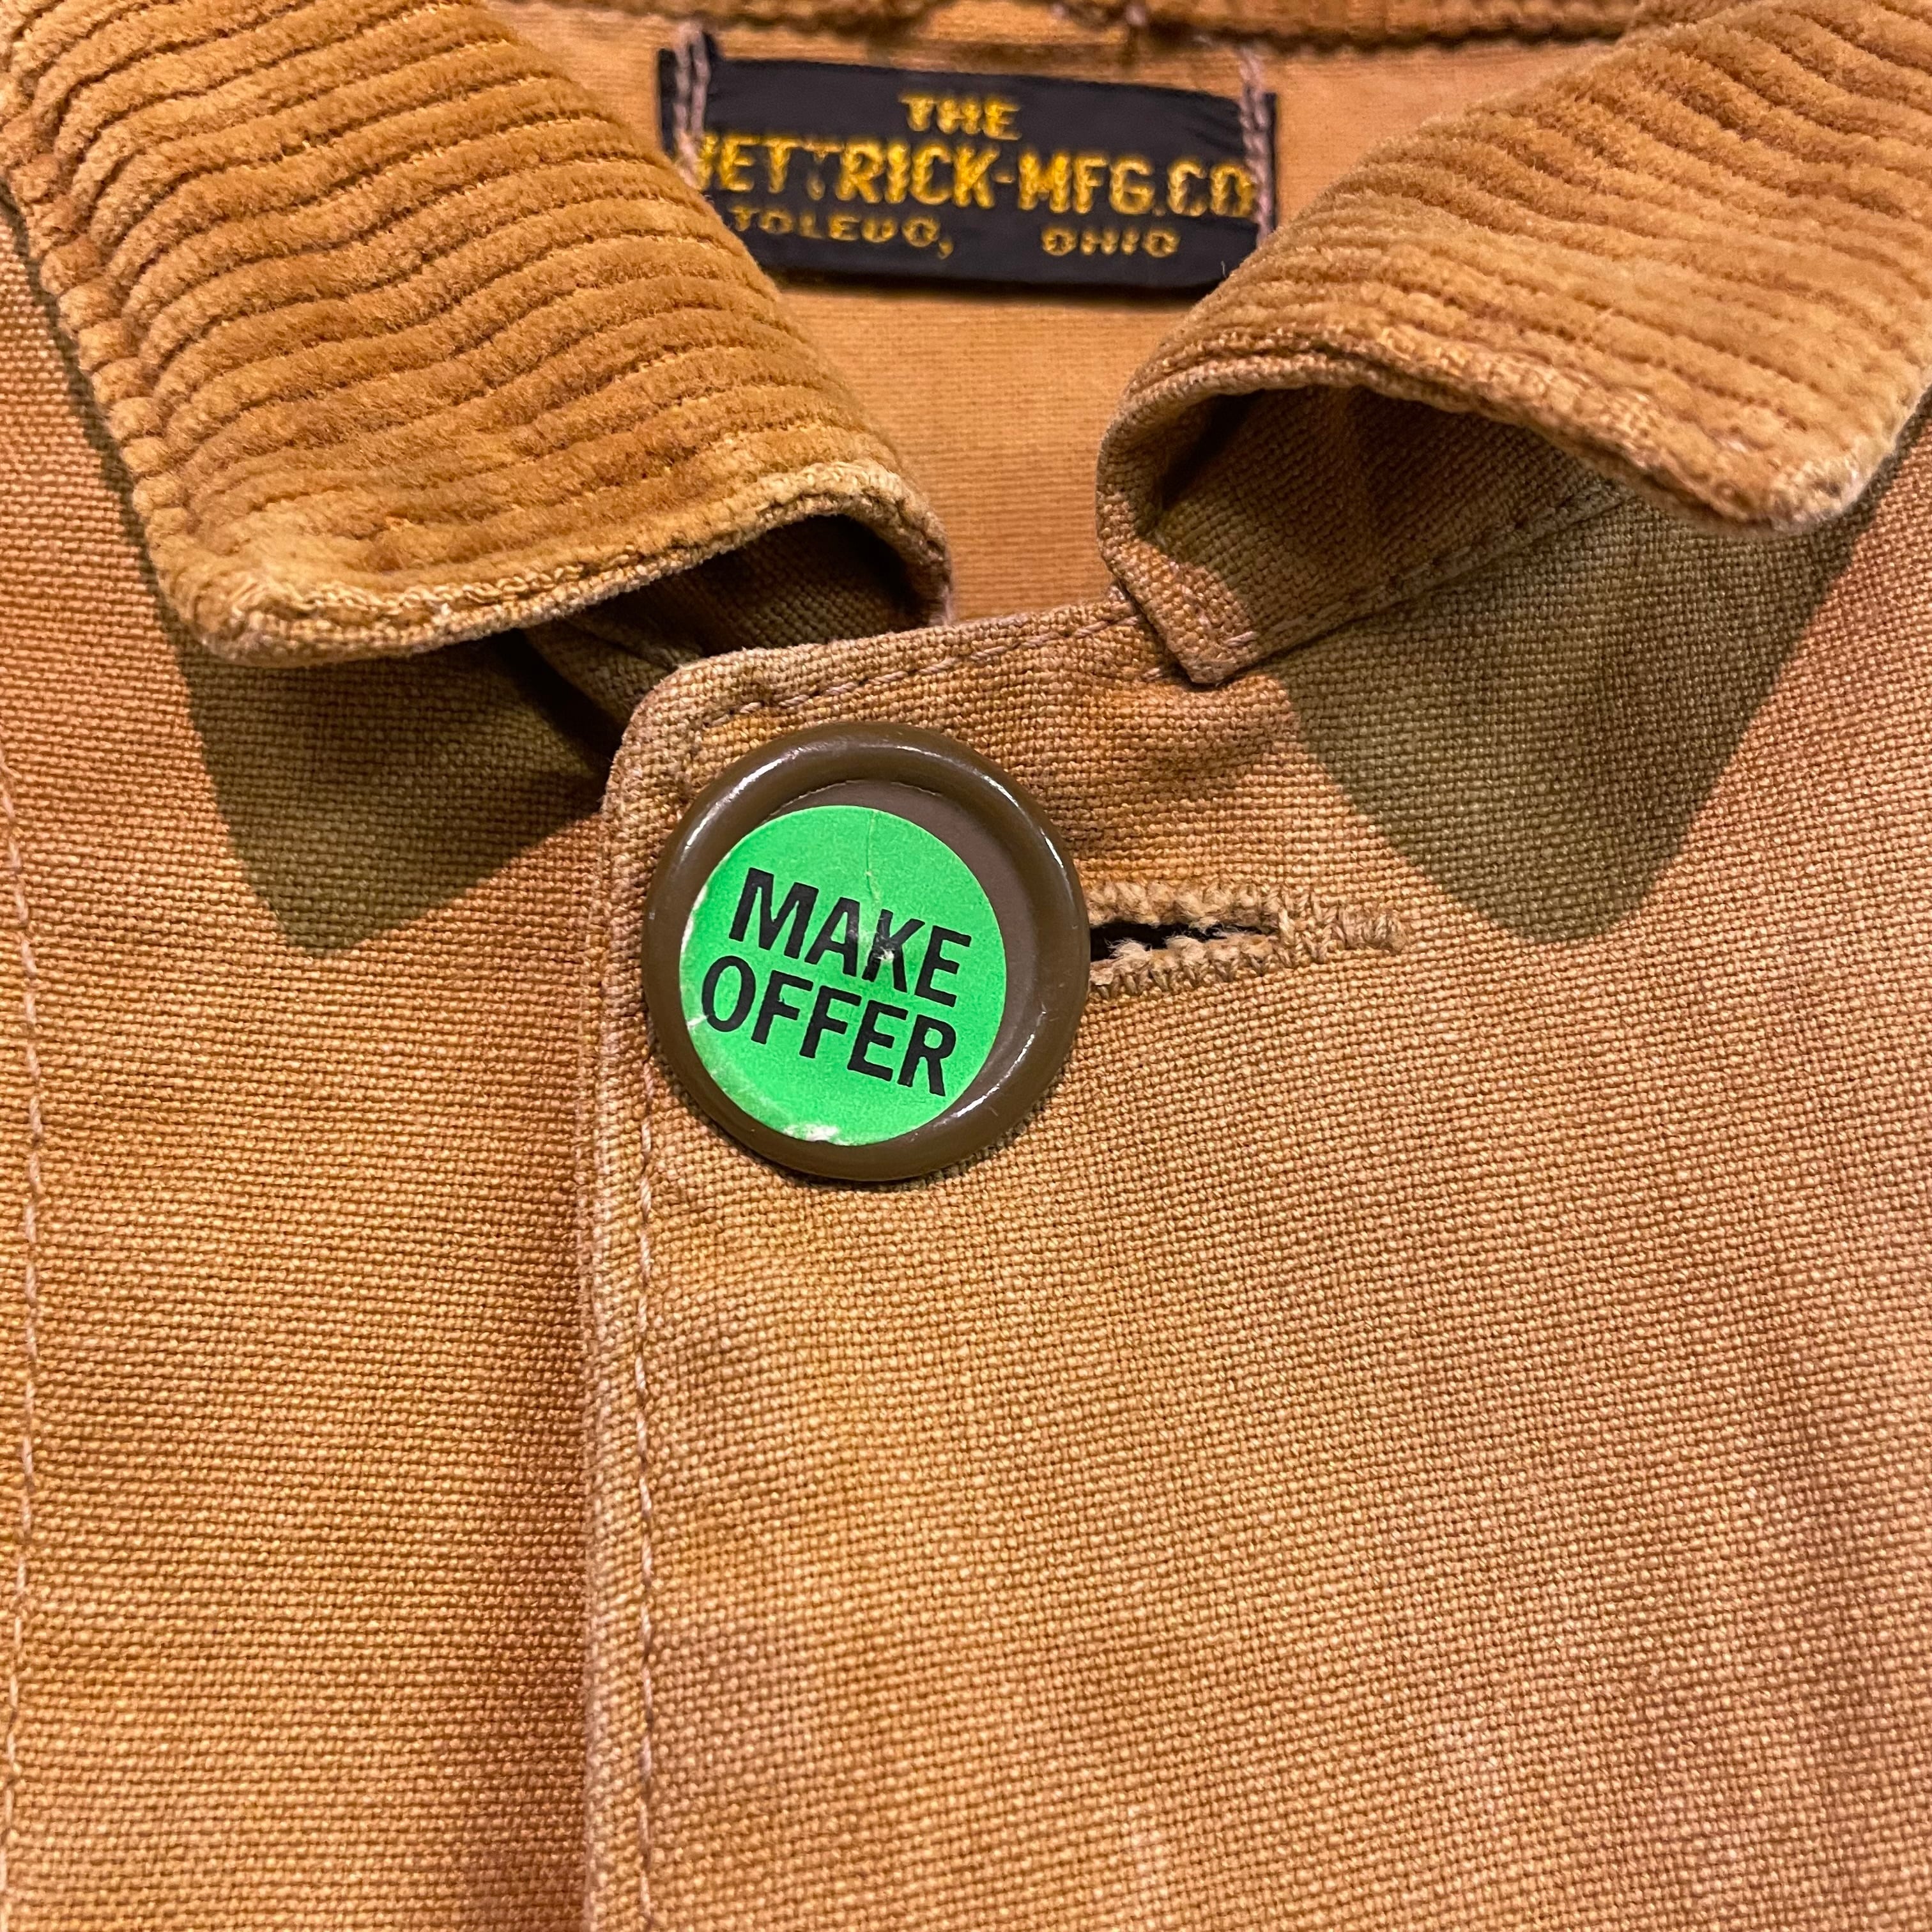 THE
HETTRICK-MFG.CO
TOLEDO, OHIO
MAKE
OFFER